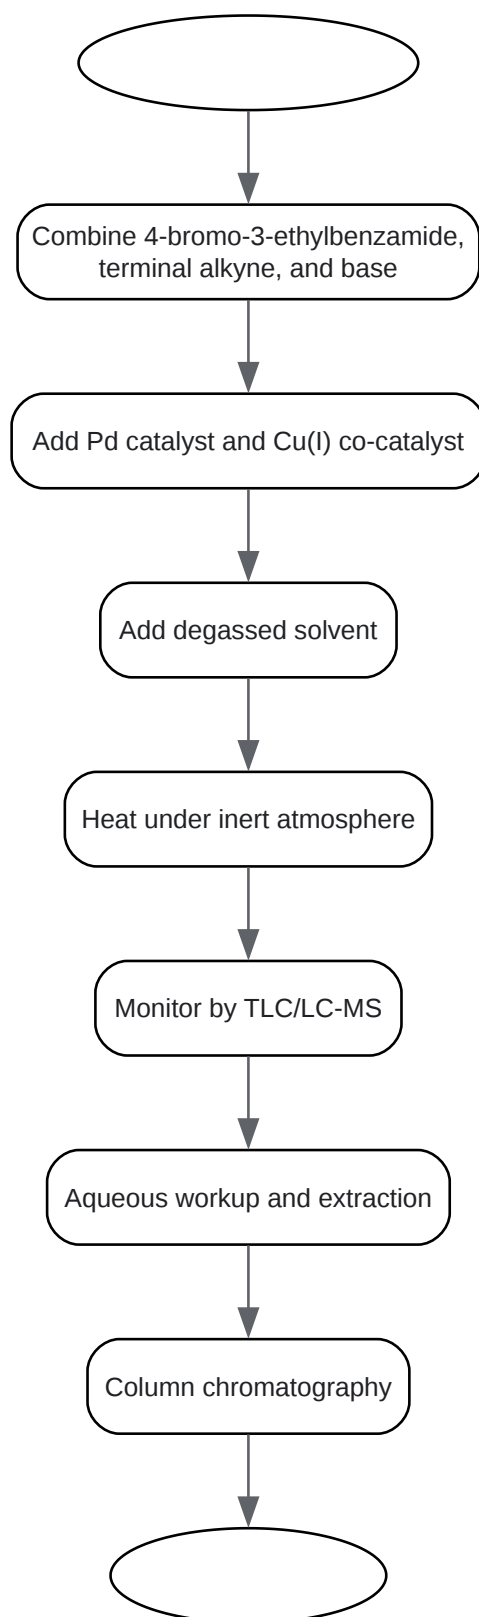 Combine 4-bromo-3-ethylbenzamide,
terminal alkyne, and base
Add Pd catalyst and Cu(I) co-catalyst
Add degassed solvent
Heat under inert atmosphere
Monitor by TLC/LC-MS
Aqueous workup and extraction
Column chromatography